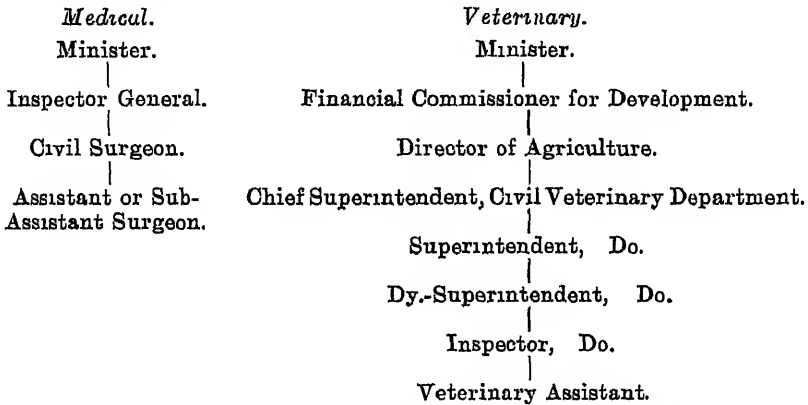 Medical.
Minister.
Inspector General.
Civil Surgeon.
Assistant or Sub-
Assistant Surgeon.
Veterinary.
Minister.
Financial Commissioner for Development.
Director of Agriculture.
Chief Superintendent, Civil Veterinary Department.
Superintendent, Do.
Dy.-Superintendent, Do.
Inspector, Do.
Veterinary Assistant.